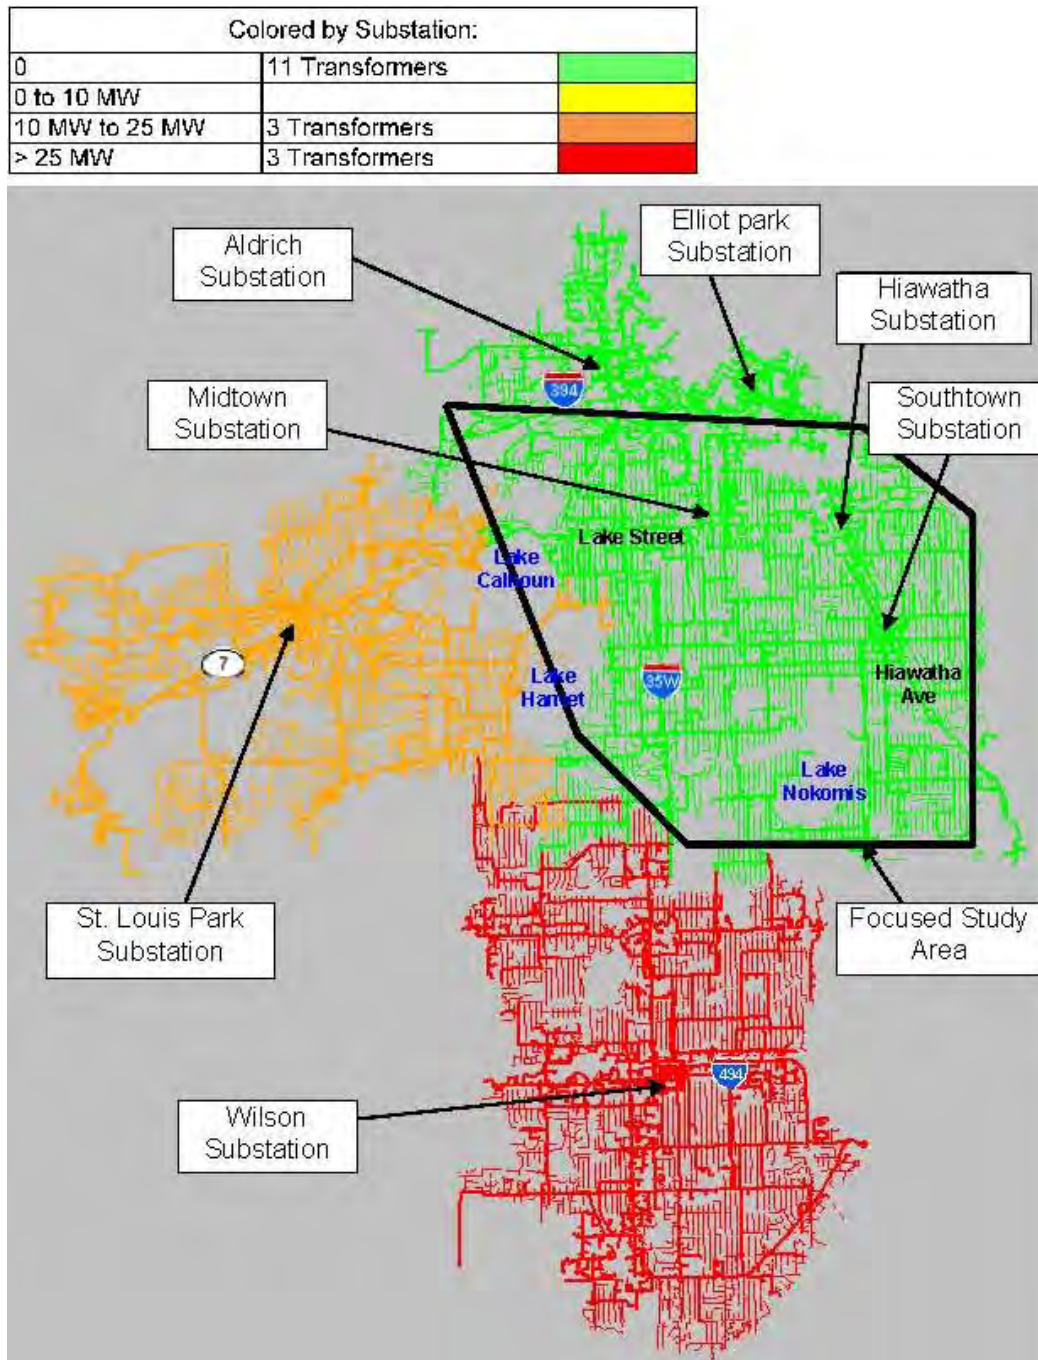 Colored by Substation:
0 11 Transformers
0 to 10 MW
10 MW to 25 MW 3 Transformers
> 25 MW 3 Transformers
Elliot park
Substation
Aldrich
Substation
Hiawatha
Substation
394
Midtown
Substation
Southtown
Substation
Lake Street
Lake
Calhoun
7
Lake
Harriet
35W
Hiawatha
Ave
Lake
Nokomis
St. Louis Park
Substation
Focused Study
Area
494
Wilson
Substation